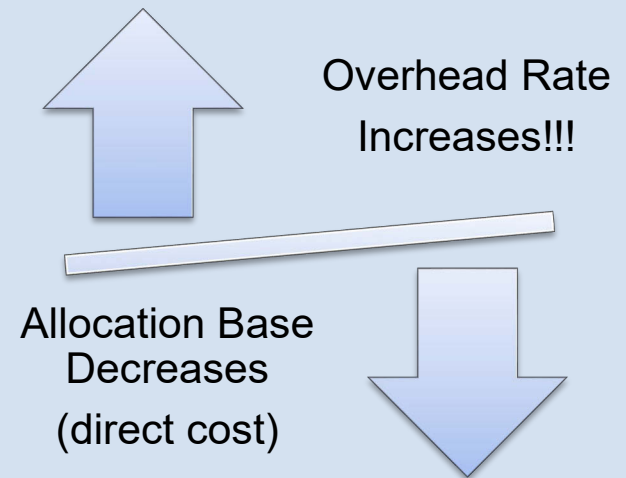 Overhead Rate
Increases!!!
Allocation Base
Decreases
(direct cost)